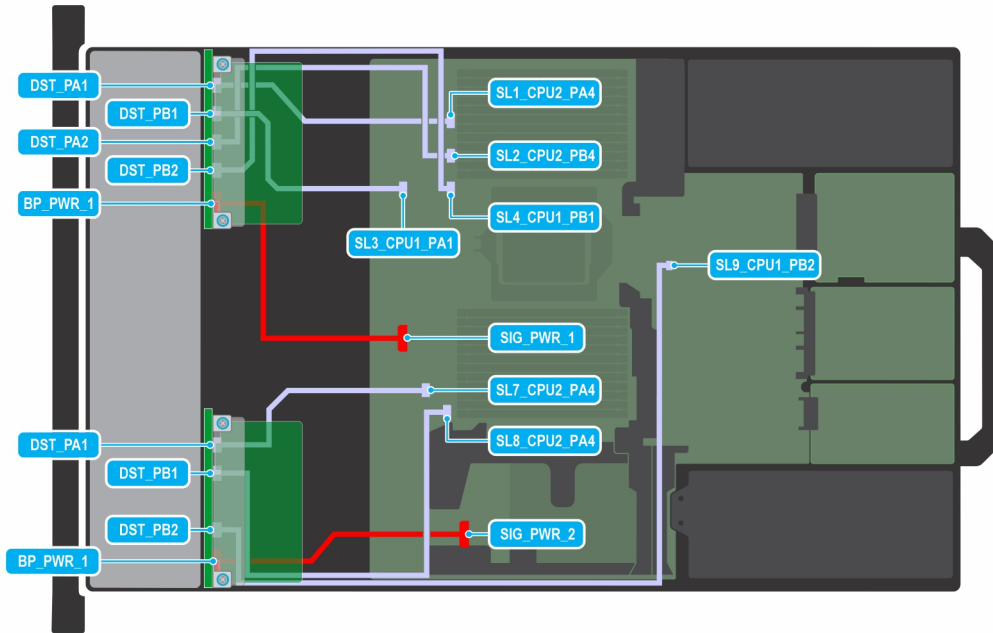 DST_PA1
DST_PB1
DST_PA2
DST_PB2
BP_PWR_1
SL1_CPU2_PA4
SL2_CPU2_PB4
SL4_CPU1_PB1
SL3_CPU1_PA1
SL9_CPU1_PB2
SIG_PWR_1
SL7_CPU2_PA4
SL8_CPU2_PA4
DST_PA1
DST_PB1
DST_PB2
SIG_PWR_2
BP_PWR_1